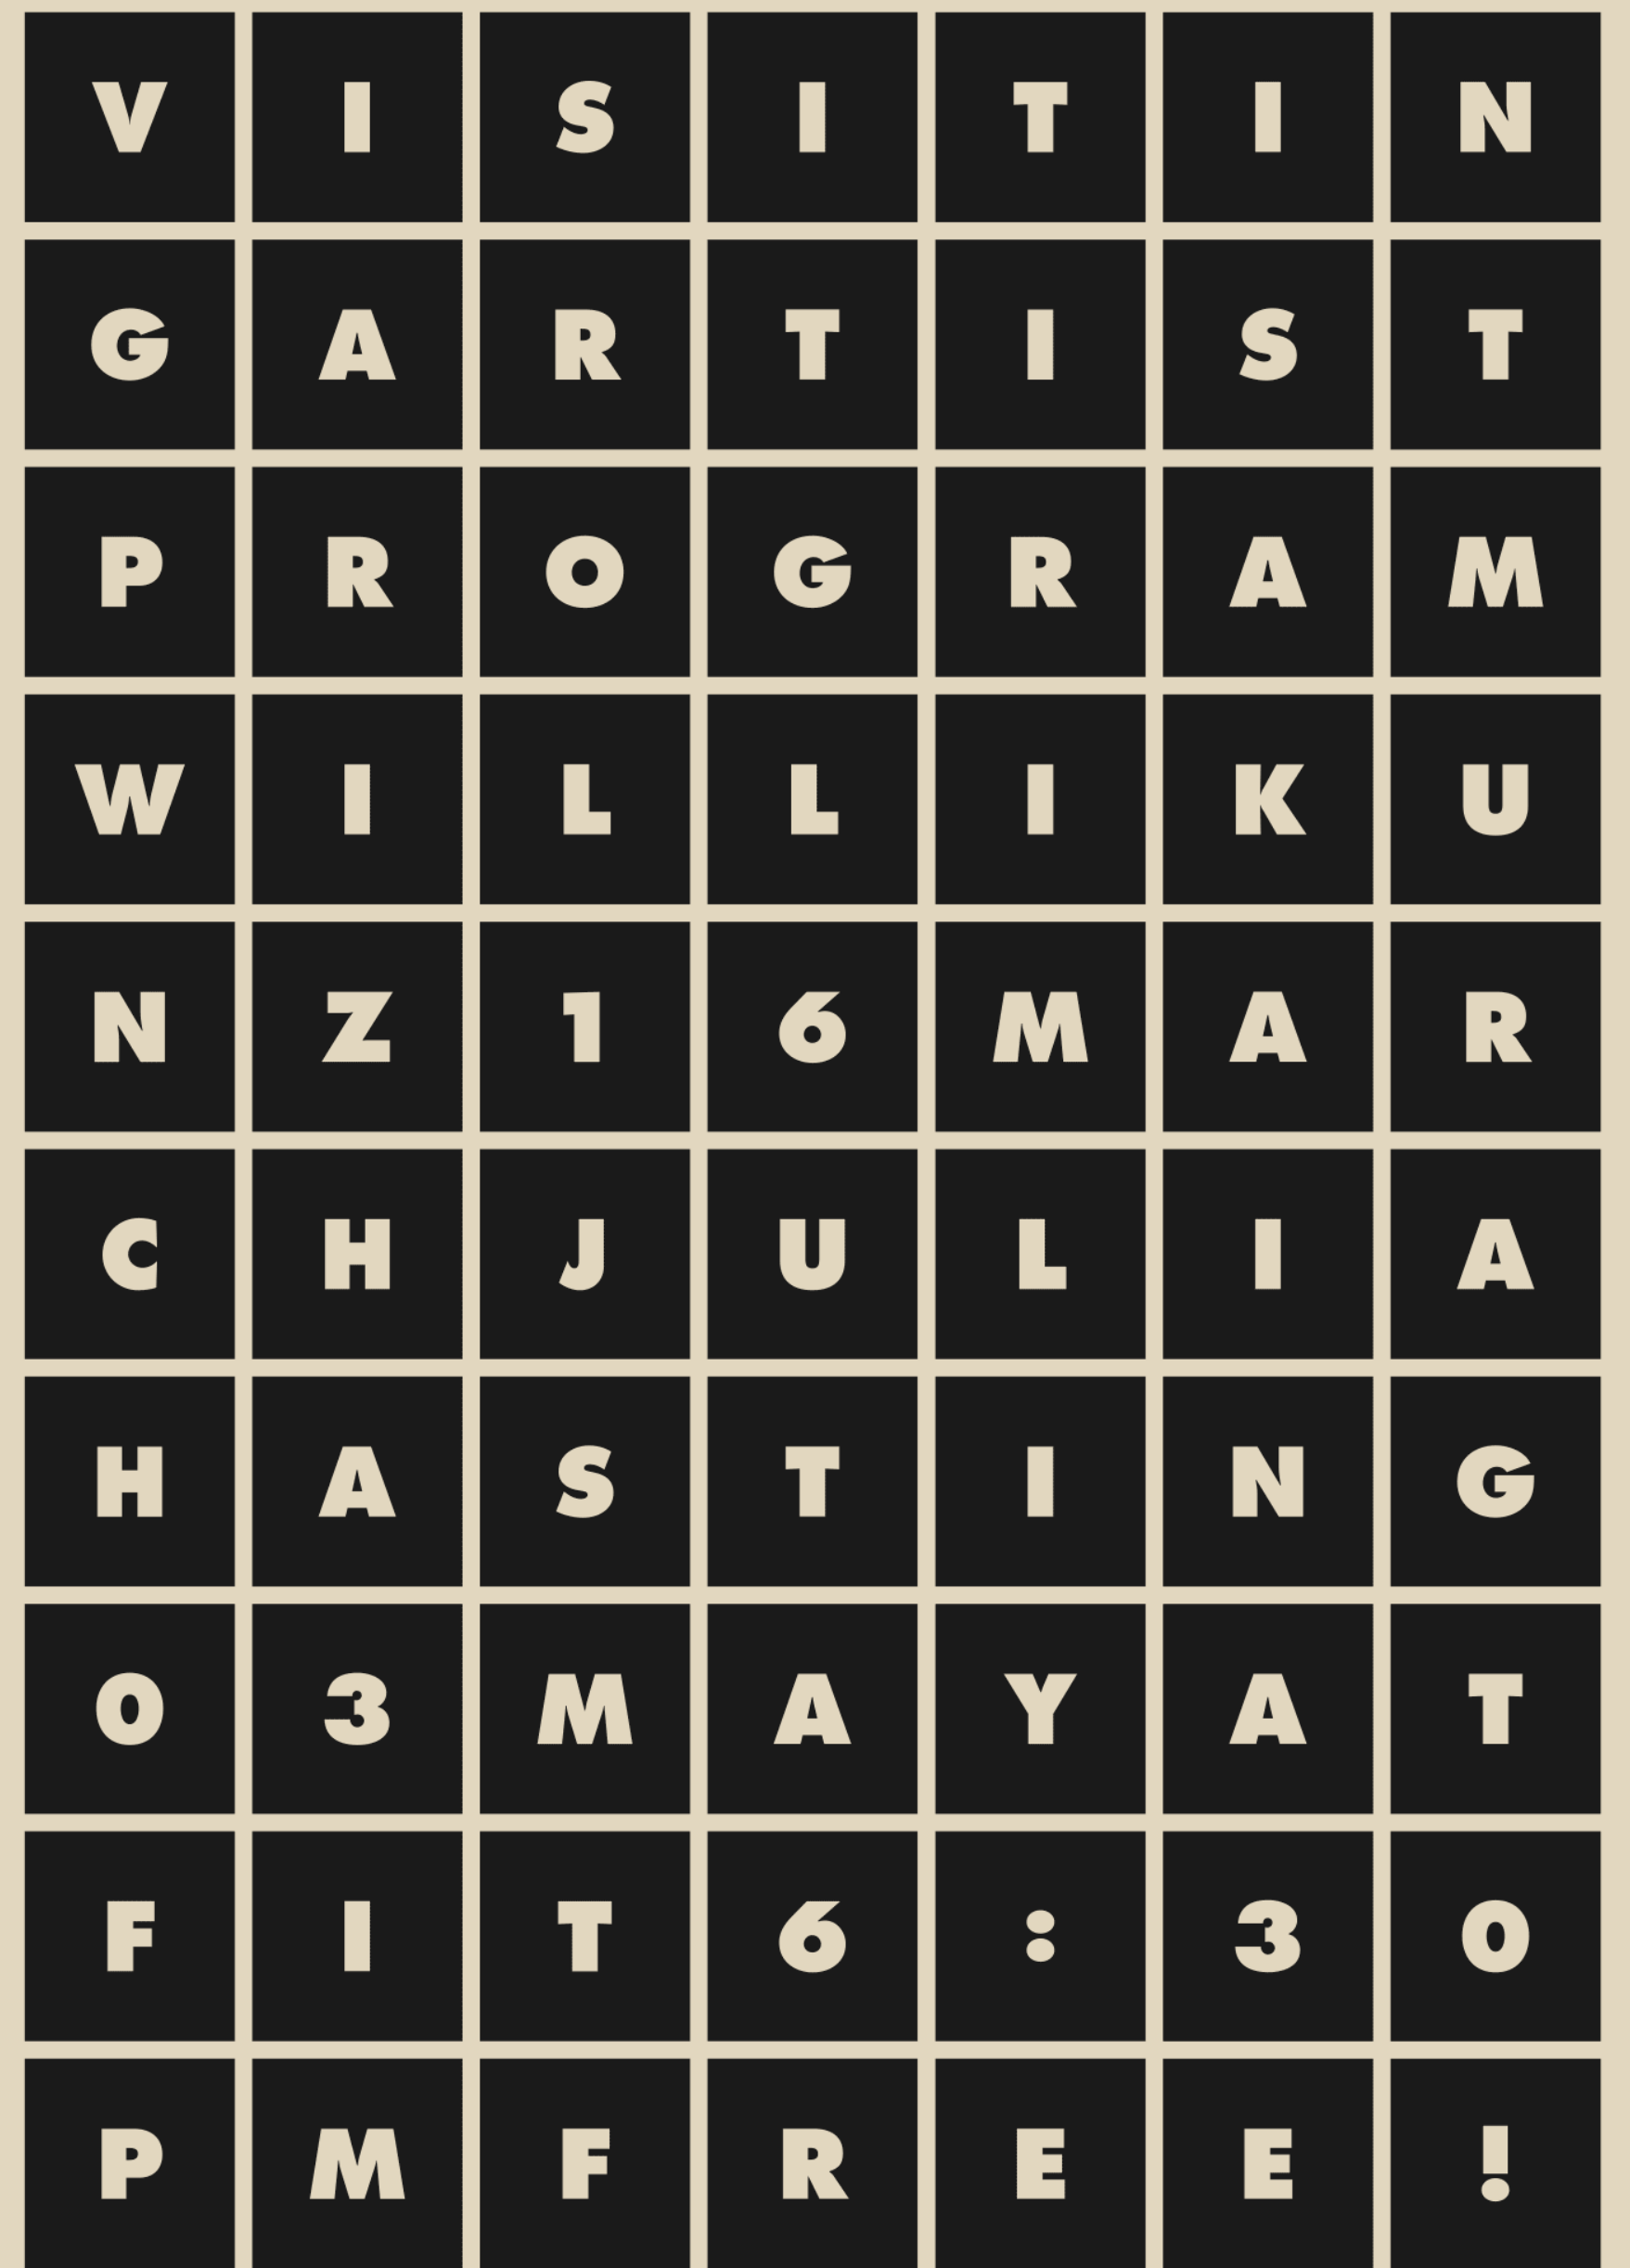 VISITIN
GARTIST
PROGRAM
WILLIKU
NZ16MAR
CHJULIA
HASTING
03MAYAT
FIT6:30
PMFREE!